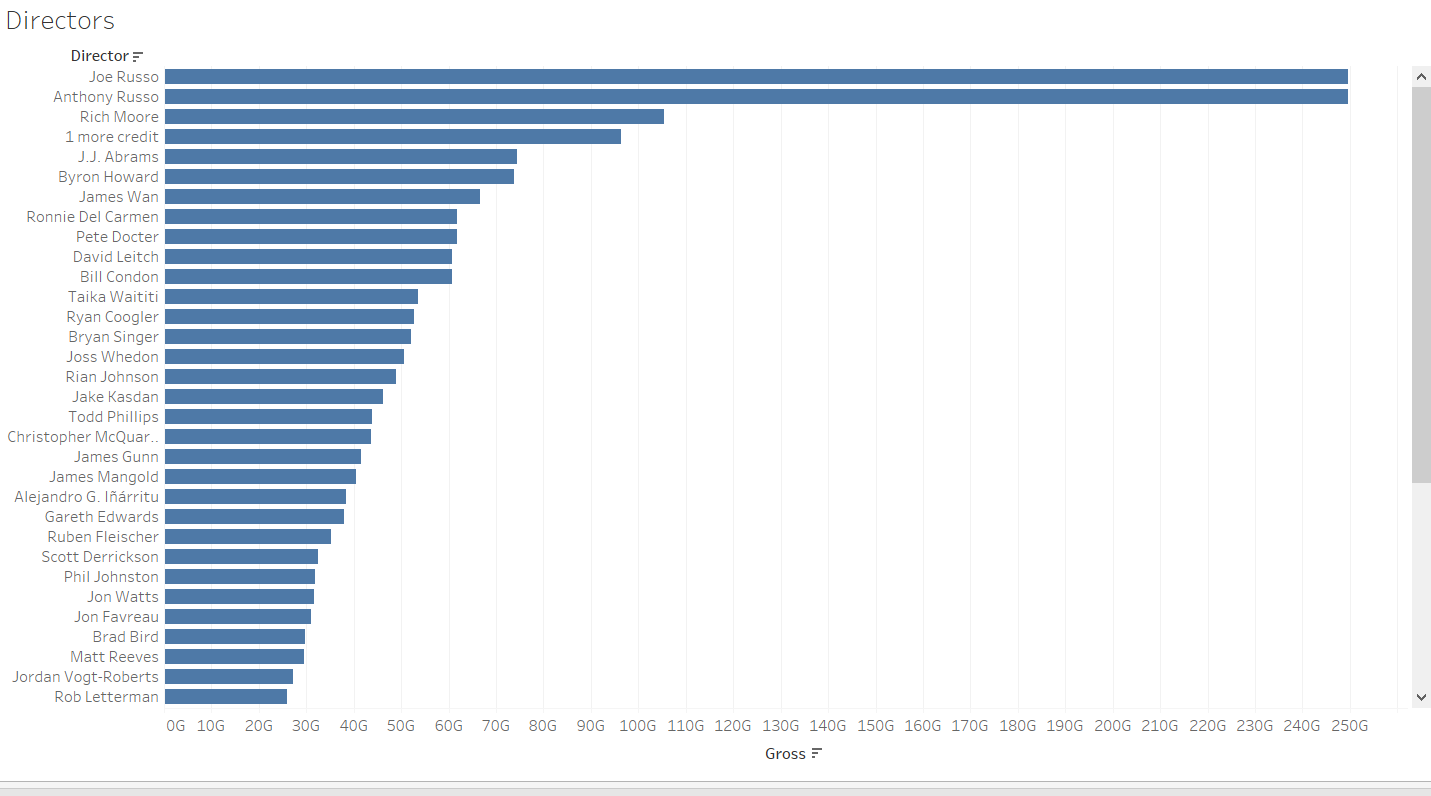 Directors
Director
Joe Russo
Anthony Russo
Rich Moore
1 more credit
J.J. Abrams
Byron Howard
James Wan
Ronnie Del Carmen
Pete Docter
David Leitch
Bill Condon
Taika Waititi
Ryan Coogler
Bryan Singer
Joss Whedon
Rian Johnson
Jake Kasdan
Todd Phillips
Christopher McQuar..
James Gunn
James Mangold
Alejandro G. Iñárritu
Gareth Edwards
Ruben Fleischer
Scott Derrickson
Phil Johnston
Jon Watts
Jon Favreau
Brad Bird
Matt Reeves
Jordan Vogt-Roberts
Rob Letterman
0G 10G 20G 30G 40G 50G 60G 70G 80G 90G 100G 110G 120G 130G 140G 150G 160G 170G 180G 190G 200G 210G 220G 230G 240G 250G
Gross